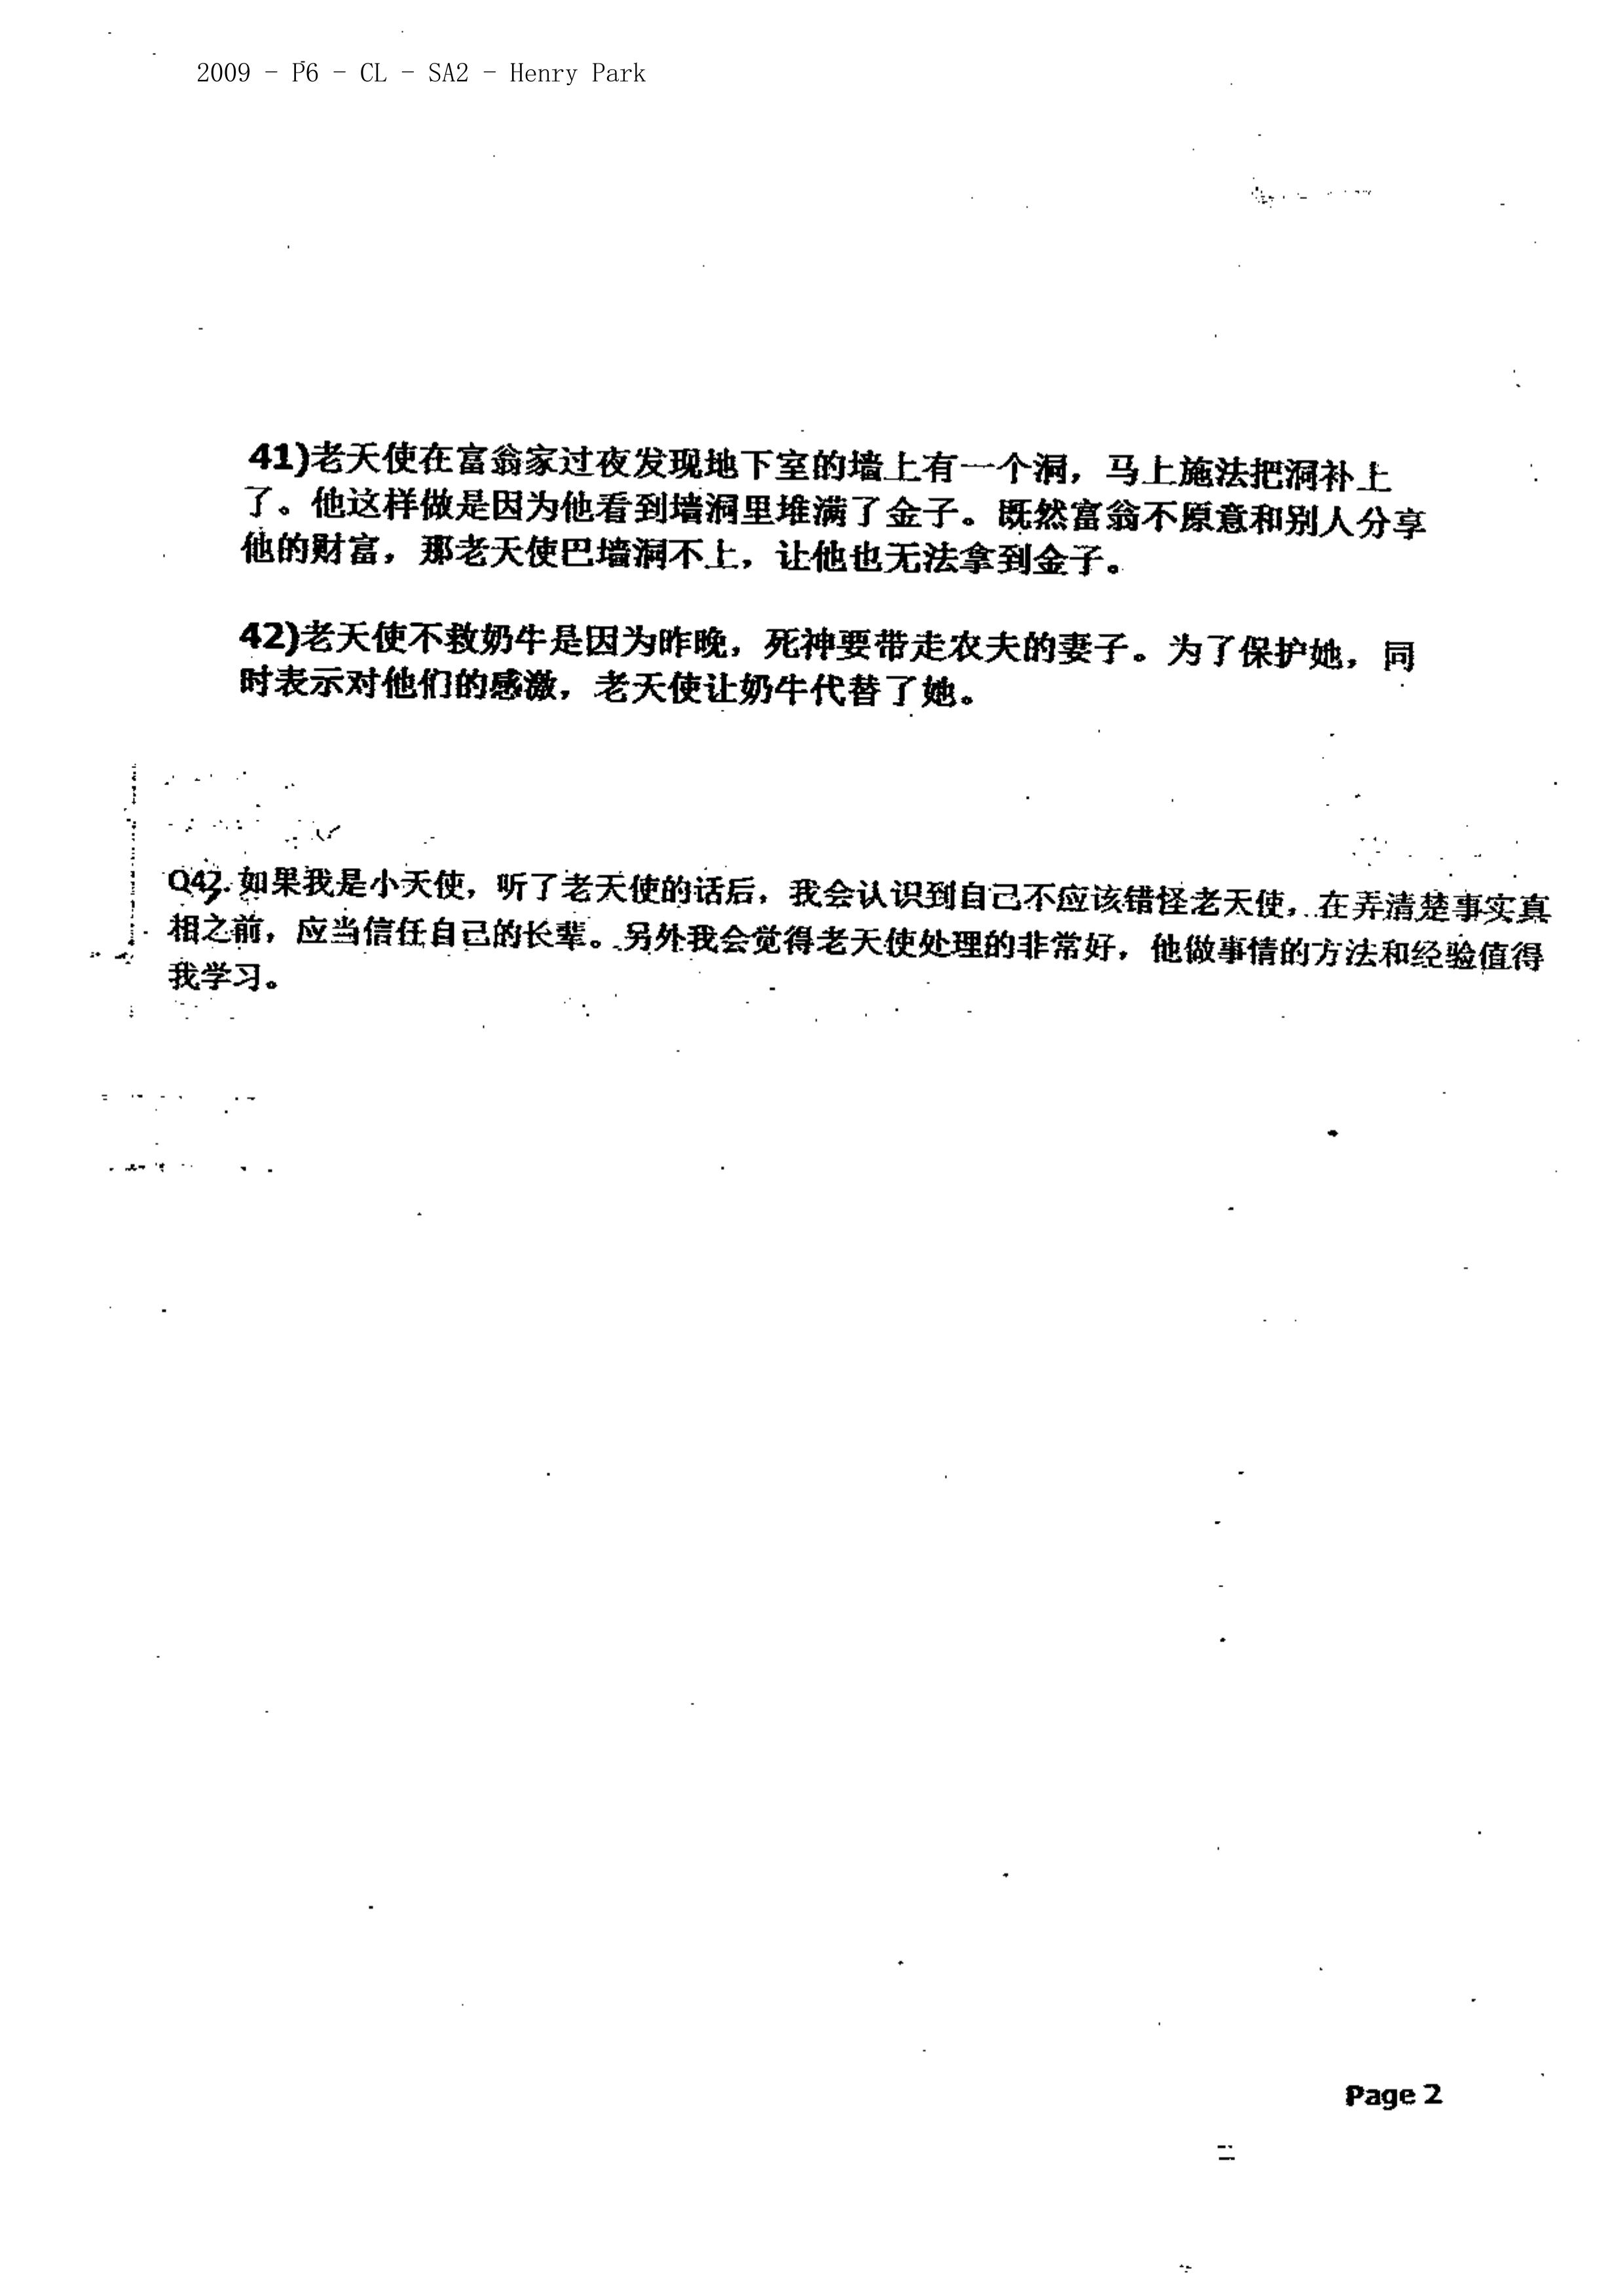 2009 - P6 - CL - SA2 - Henry Park
41)老天使在富翁家过夜发现地下室的墙上有一个洞，马上施法把洞补上
了。他这样做是因为他看到墙洞里堆满了金子。既然富翁不原意和别人分享
他的财富，那老天使巴墙洞不上，让他也无法拿到金子。
42)老天使不救奶牛是因为昨晚，死神要带走农夫的妻子。为了保护她，同
时表示对他们的感激，老天使让奶牛代替了她。
如果我是小天使，听了老天使的话后，我会认识到自己不应该错怪老天使，在弄清楚事实真
相之前，应当信任自己的长辈。另外我会觉得老天使处理的非常好，他做事情的方法和经验值得
我学习。
Page 2